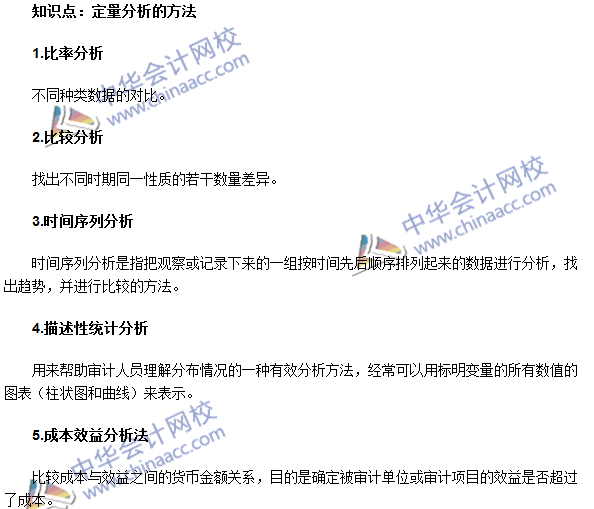 知识点：定量分析的方法
1.比率分析
不同种类数据的对比。
2.比较分析
找出不同时期同一性质的若干数量差异。
3.时间序列分析
时间序列分析是指把观察或记录下来的一组按时间先后顺序排列起来的数据进行分析，找
出趋势，并进行比较的方法。
4.描述性统计分析
用来帮助审计人员理解分布情况的一种有效分析方法，经常可以用标明变量的所有数值的
图表（柱状图和曲线）来表示。
5.成本效益分析法
比较成本与效益之间的货币金额关系，目的是确定被审计单位或审计项目的效益是否超过
了成本。
中华会计网校
www.chinaacc.com
中华会计网校
www.chinaacc.com
中华会计网校
www.chinaacc.com